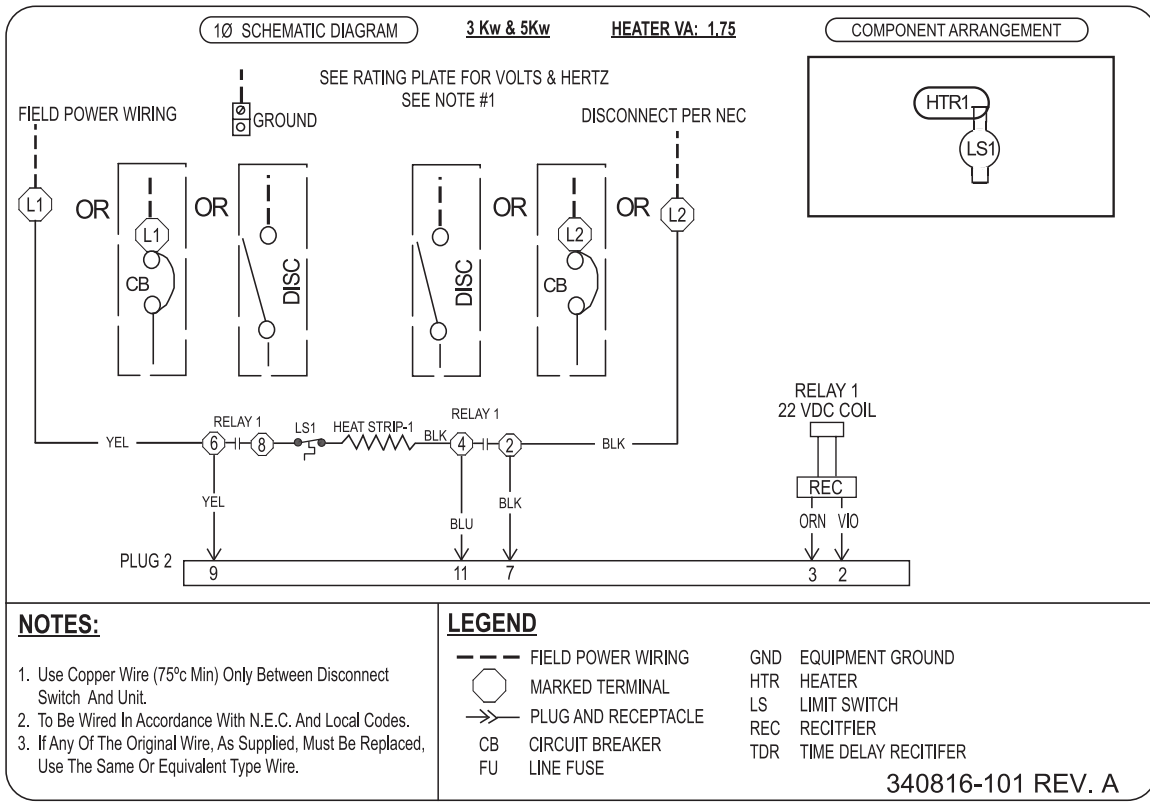 1Ø SCHEMATIC DIAGRAM
3 Kw & 5Kw
HEATER VA: 1.75
COMPONENT ARRANGEMENT
SEE RATING PLATE FOR VOLTS & HERTZ
SEE NOTE #1
FIELD POWER WIRING
GROUND
DISCONNECT PER NEC
HTR1
LS1
L1
OR
L1
CB
OR
DISC
DISC
OR
L2
CB
OR
L2
RELAY 1
22 VDC COIL
REC
ORN
VIO
YEL
RELAY 1
6
8
LS1
HEAT STRIP-1
BLK
RELAY 1
4
2
BLK
YEL
BLU
BLK
PLUG 2
9
11
7
3
2
NOTES:
1. Use Copper Wire (75ºc Min) Only Between Disconnect
Switch And Unit.
2. To Be Wired In Accordance With N.E.C. And Local Codes.
3. If Any Of The Original Wire, As Supplied, Must Be Replaced,
Use The Same Or Equivalent Type Wire.
LEGEND
FIELD POWER WIRING
MARKED TERMINAL
PLUG AND RECEPTACLE
CB CIRCUIT BREAKER
FU LINE FUSE
GND EQUIPMENT GROUND
HTR HEATER
LS LIMIT SWITCH
REC RECITFIER
TDR TIME DELAY RECITIFER
340816-101 REV. A